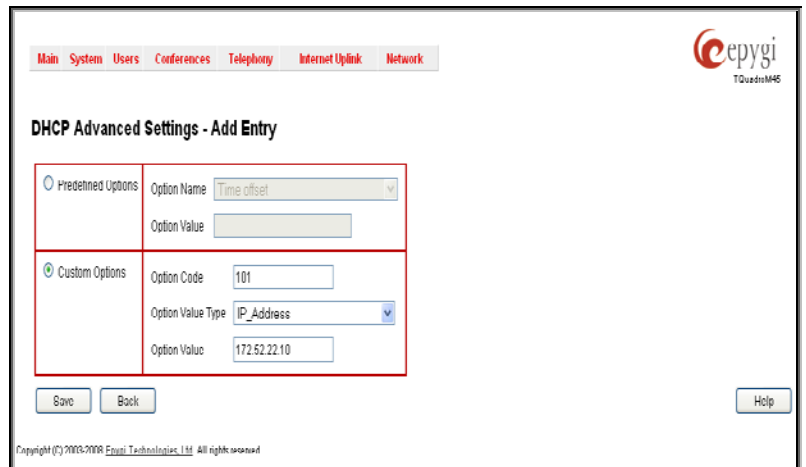 Main System Users Conferences Telephony Internet Uplink Network
epygi
TQuadroM45
DHCP Advanced Settings - Add Entry
Predefined Options
Option Name Time offset
Option Value
Custom Options
Option Code 101
Option Value Type IP_Address
Option Value 172.52.22.10
Save Back Help
Copyright (C) 2003-2008 Epygi Technologies, Ltd. All rights reserved